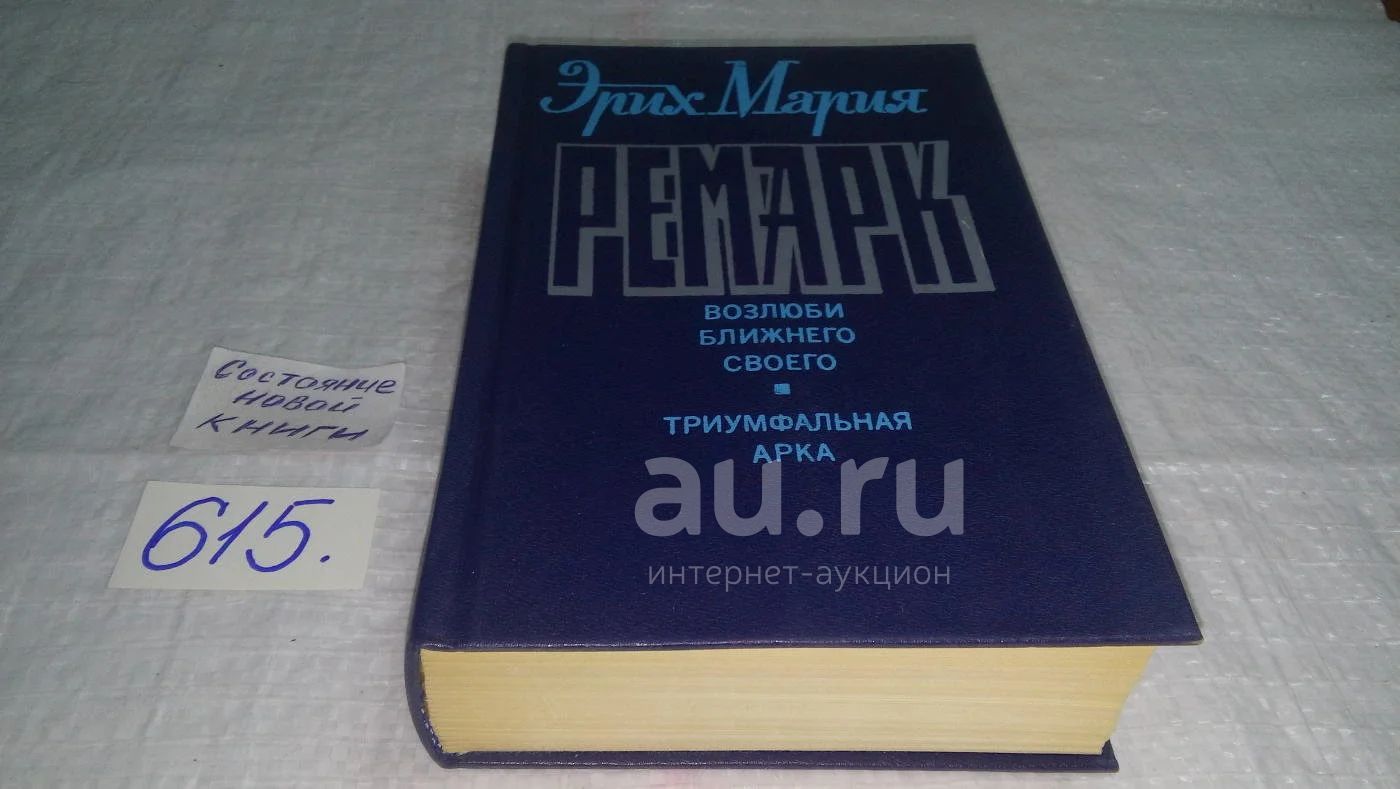 Эрих Мария
РЕМАРК
ВОЗЛЮБИ
БЛИЖНЕГО
СВОЕГО
ТРИУМФАЛЬНАЯ
АРКА
Состояние
новой
книги
615.
au.ru
интернет-аукцион